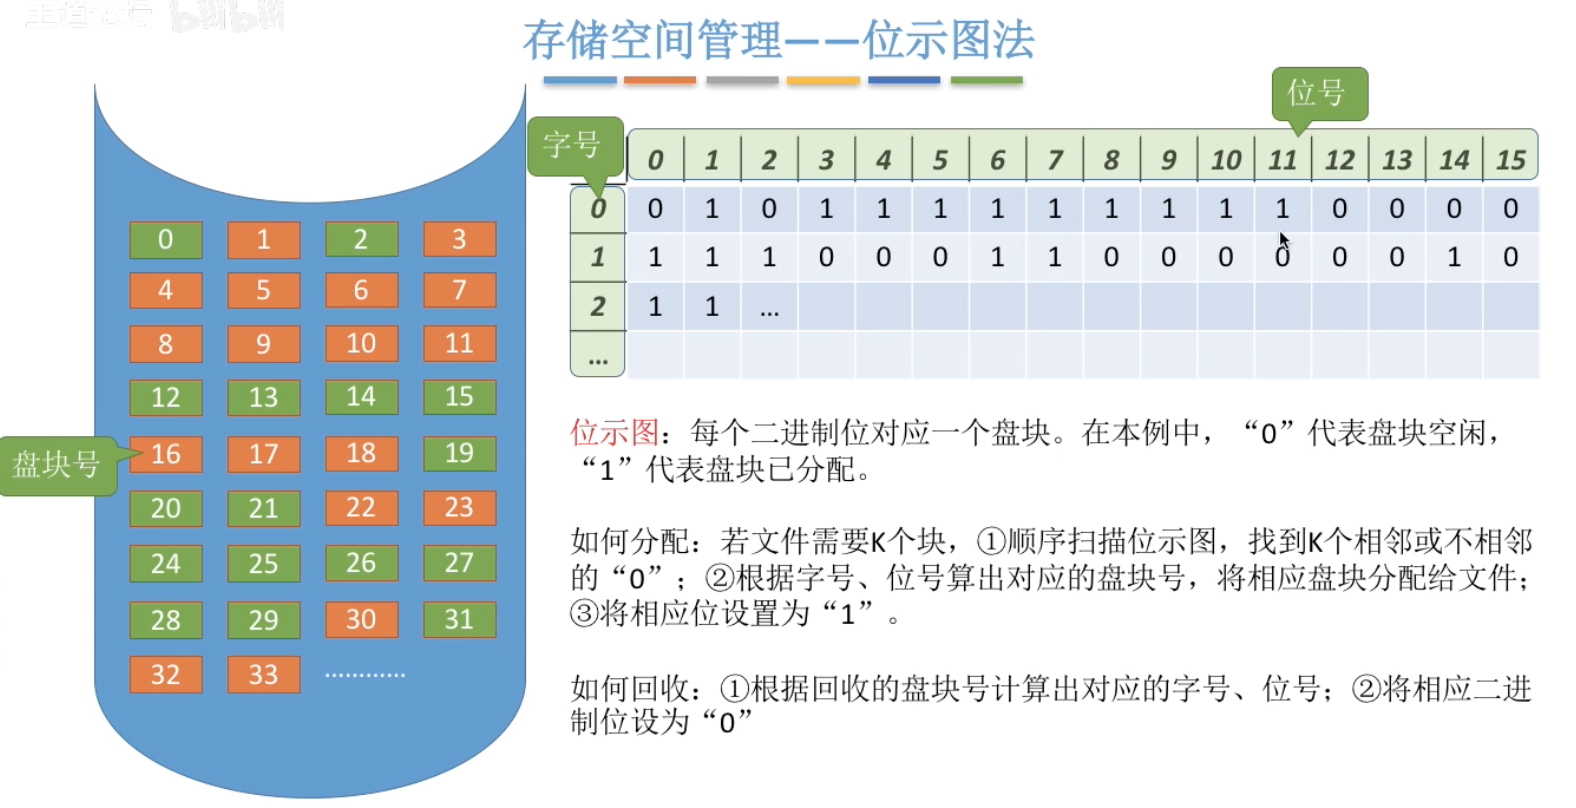 王道论坛 bilibili
存储空间管理——位示图法
位号
字号
0 1 2 3 4 5 6 7 8 9 10 11 12 13 14 15
0 0 1 0 1 1 1 1 1 1 1 1 1 0 0 0 0
1 1 1 1 0 0 0 1 1 0 0 0 0 0 0 1 0
2 1 1 ...
...
0 1 2 3
4 5 6 7
8 9 10 11
12 13 14 15
盘块号
16 17 18 19
20 21 22 23
24 25 26 27
28 29 30 31
32 33 …………
位示图：每个二进制位对应一个盘块。在本例中，“0”代表盘块空闲，
“1”代表盘块已分配。
如何分配：若文件需要K个块，①顺序扫描位示图，找到K个相邻或不相邻
的“0”；②根据字号、位号算出对应的盘块号，将相应盘块分配给文件；
③将相应位设置为“1”。
如何回收：①根据回收的盘块号计算出对应的字号、位号；②将相应二进
制位设为“0”